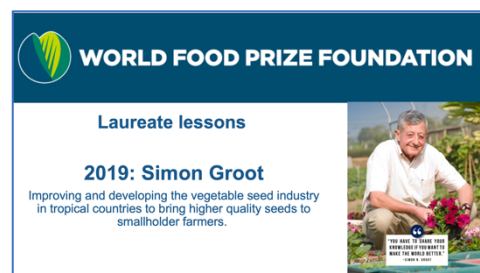 WORLD FOOD PRIZE FOUNDATION
Laureate lessons
2019: Simon Groot
Improving and developing the vegetable seed industry
in tropical countries to bring higher quality seeds to
smallholder farmers.
"YOU HAVE TO SHARE YOUR
KNOWLEDGE IF YOU WANT TO
MAKE THE WORLD BETTER."
-SIMON N. GROOT